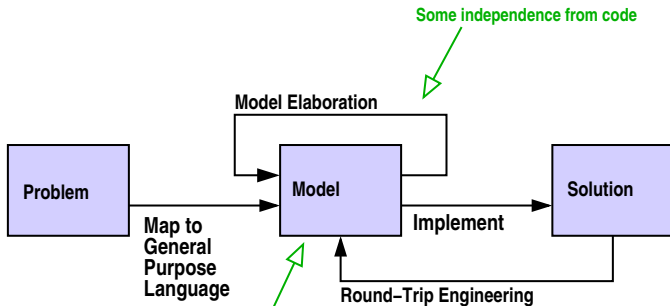 Some independence from code
Model Elaboration
Problem
Model
Solution
Map to
General
Purpose
Language
Implement
Round–Trip Engineering